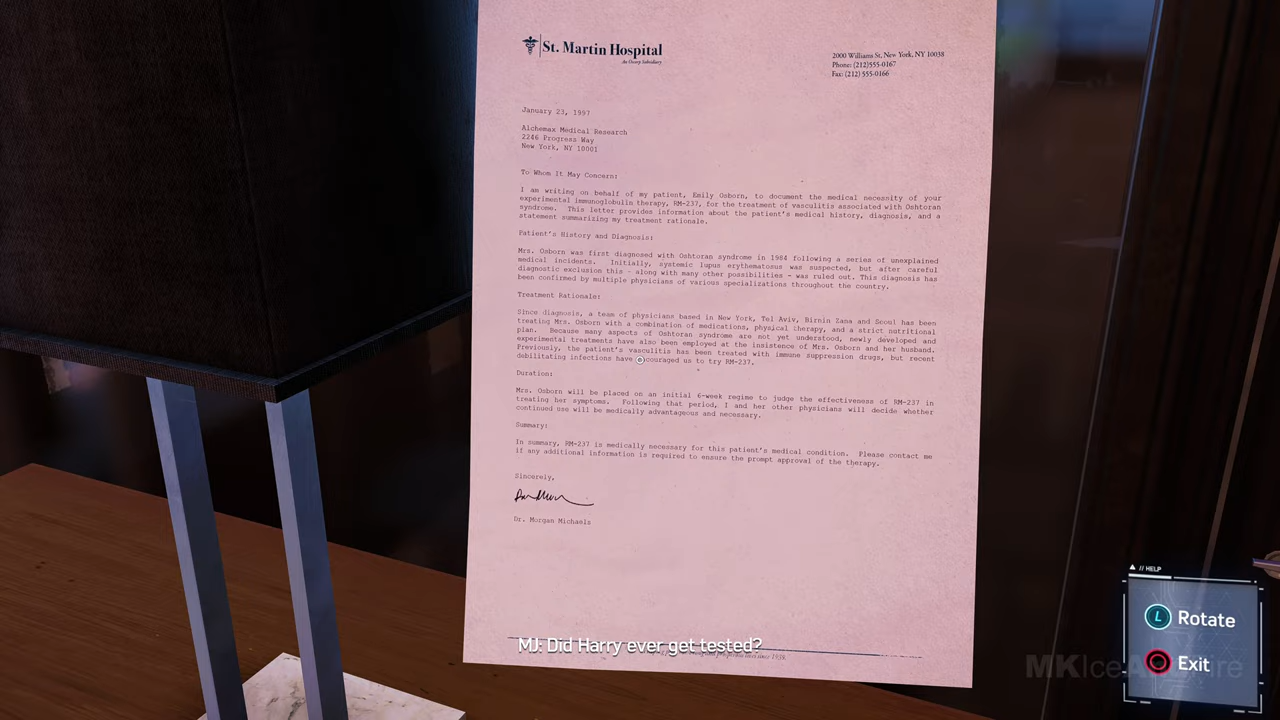 St. Martin Hospital
An Oscorp Subsidiary
2000 Williams St, New York, NY 10038
Phone: (212)555-0167
Fax: (212) 555-0166
January 23, 1997
Alchemax Medical Research
2246 Progress Way
New York, NY 10001
To Whom It May Concern:
I am writing on behalf of my patient, Emily Osborn, to document the medical necessity of your
experimental immunoglobulin therapy, RM-237, for the treatment of vasculitis associated with Oshtoran
syndrome. This letter provides information about the patient's medical history, diagnosis, and a
statement summarizing my treatment rationale.
Patient's History and Diagnosis:
Mrs. Osborn was first diagnosed with Oshtoran syndrome in 1984 following a series of unexplained
medical incidents. Initially, systemic lupus erythematosus was suspected, but after careful
diagnostic exclusion this - along with many other possibilities - was ruled out. This diagnosis has
been confirmed by multiple physicians of various specializations throughout the country.
Treatment Rationale:
Since diagnosis, a team of physicians based in New York, Tel Aviv, Birnin Zana and Seoul has been
treating Mrs. Osborn with a combination of medications, physical therapy, and a strict nutritional
plan. Because many aspects of Oshtoran syndrome are not yet understood, newly developed and
experimental treatments have also been employed at the insistence of Mrs. Osborn and her husband.
Previously, the patient's vasculitis has been treated with immune suppression drugs, but recent
debilitating infections have encouraged us to try RM-237.
Duration:
Mrs. Osborn will be placed on an initial 6-week regime to judge the effectiveness of RM-237 in
treating her symptoms. Following that period, I and her other physicians will decide whether
continued use will be medically advantageous and necessary.
Summary:
In summary, RM-237 is medically necessary for this patient's medical condition. Please contact me
if any additional information is required to ensure the prompt approval of the therapy.
Sincerely,
Dr. Morgan Michaels
MJ: Did Harry ever get tested?
since 1938.
// HELP
L Rotate
Exit
MKIceAndFire